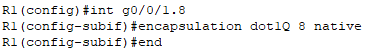 R1(config)#int g0/0/1.8
R1(config-subif)#encapsulation dot1Q 8 native
R1(config-subif)#end